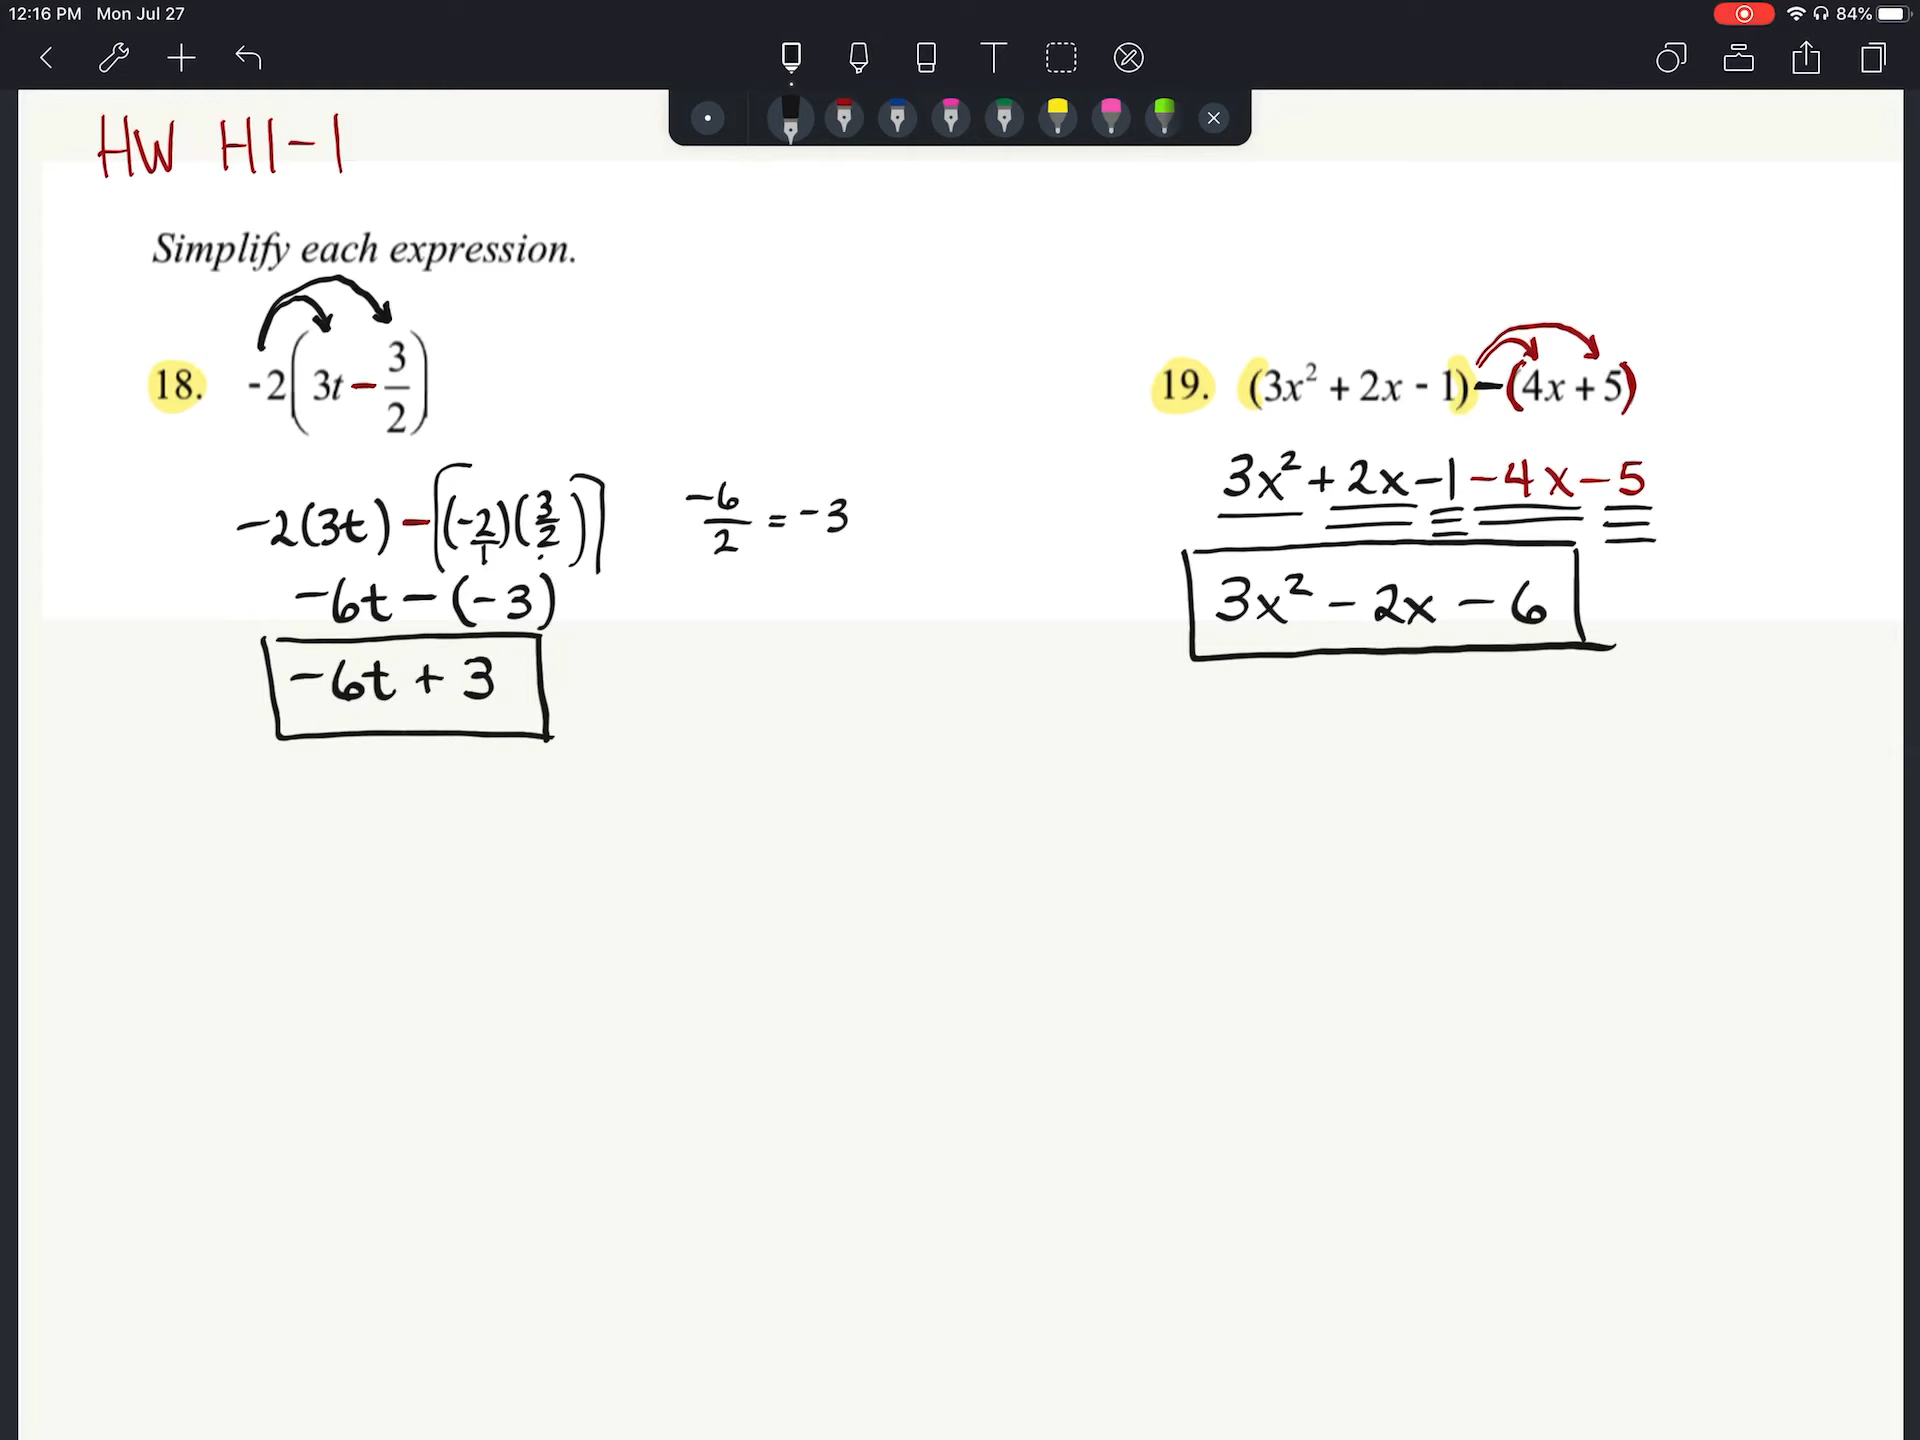 12:16 PM Mon Jul 27 84%
HW H1-1
Simplify each expression.
18. -2(3t - 3/2)
-2(3t) - [(-2/1)(3/2)] -6/2 = -3
-6t - (-3)
-6t + 3
19. (3x² + 2x - 1) - (4x + 5)
3x² + 2x - 1 - 4x - 5
3x² - 2x - 6